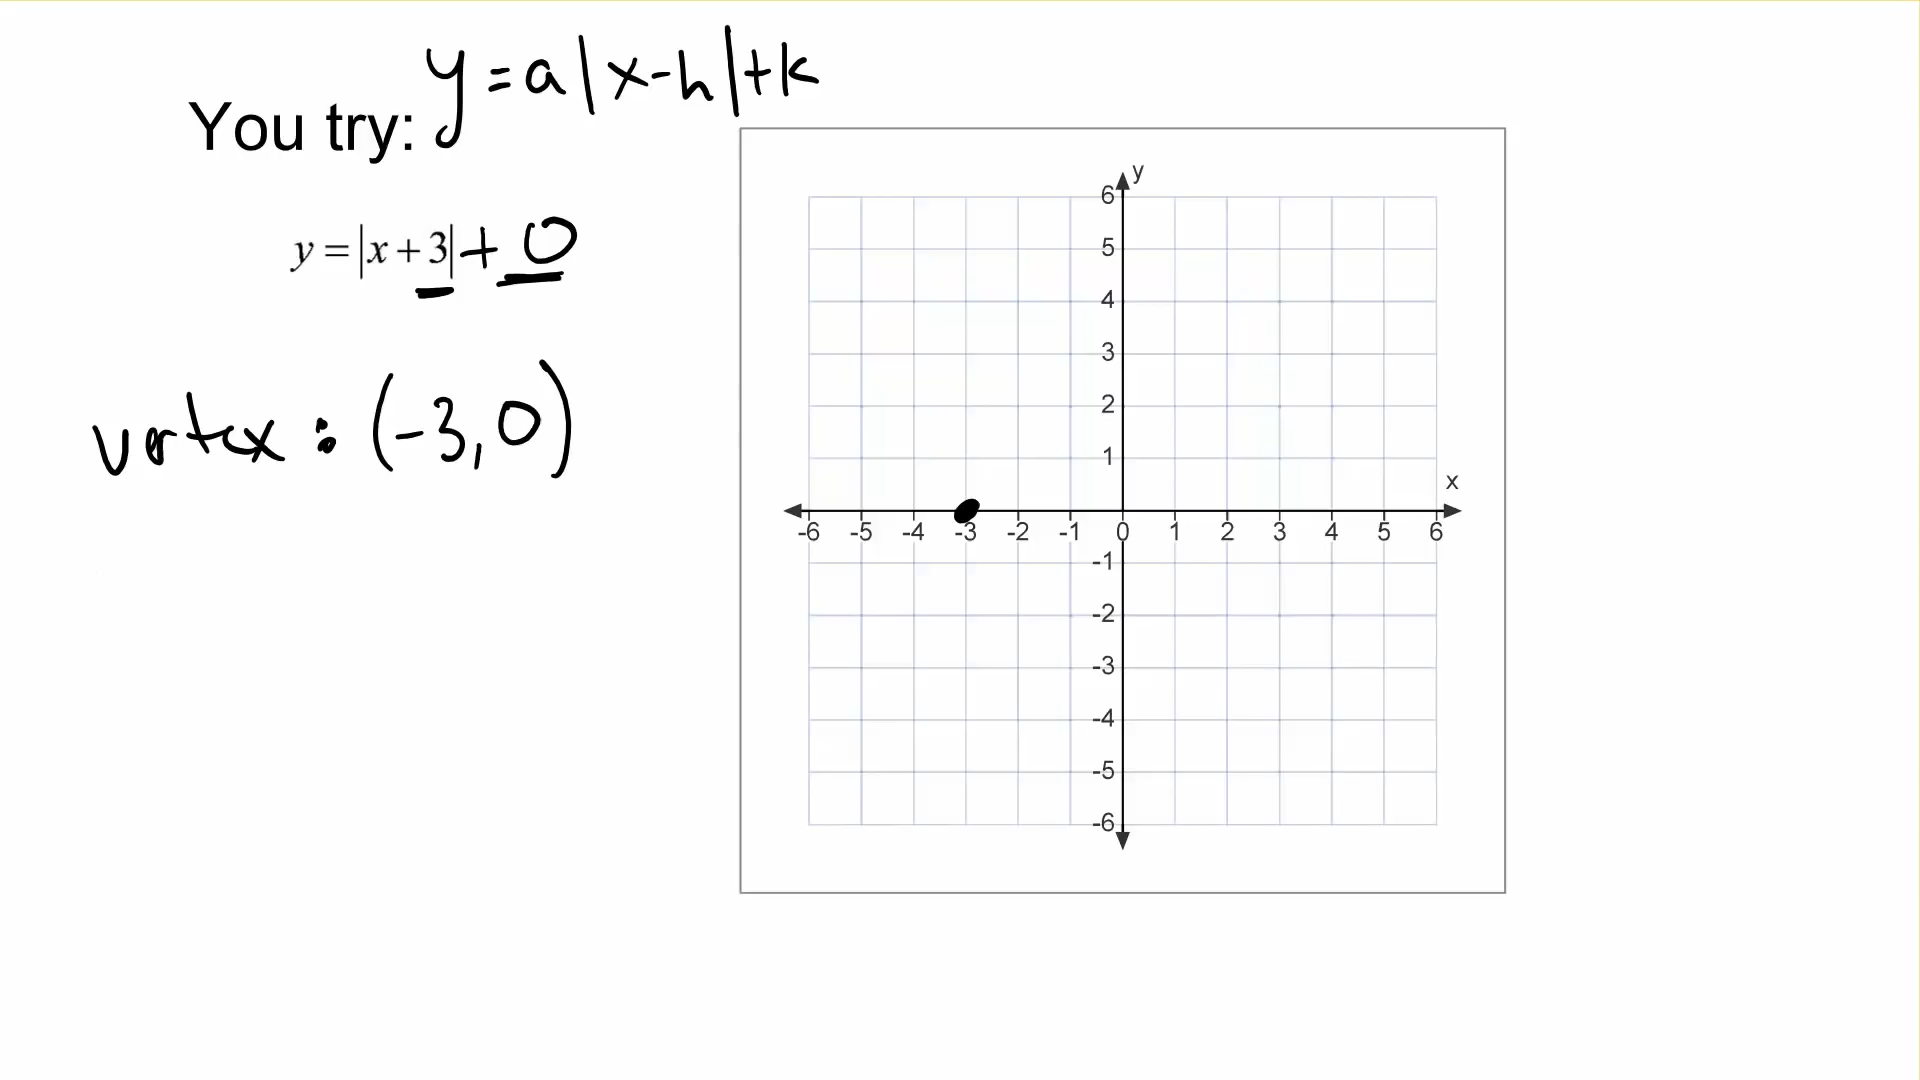 y = a|x-h|+k
You try:
y = |x + 3| + 0
vertex : (-3, 0)
y
6
5
4
3
2
1
x
-6 -5 -4 -3 -2 -1 0 1 2 3 4 5 6
-1
-2
-3
-4
-5
-6